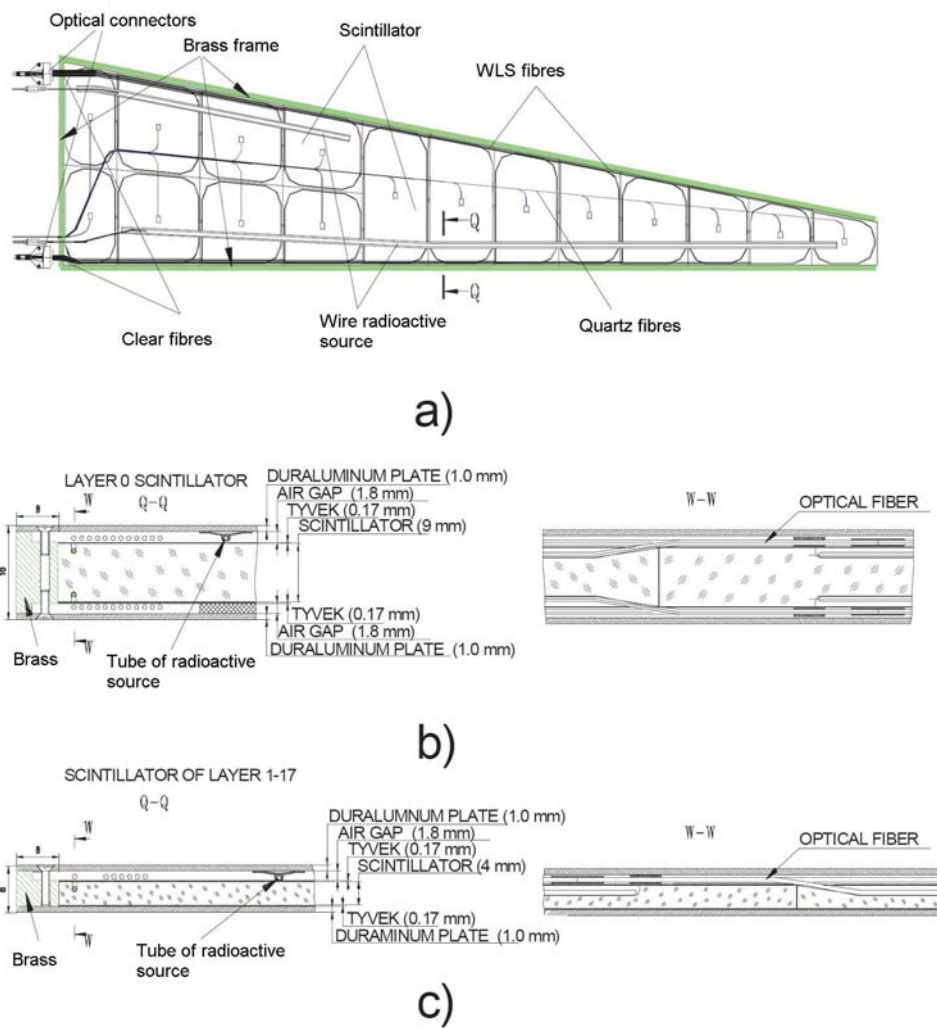 Optical connectors
Brass frame
Scintillator
WLS fibres
Q
Q
Clear fibres
Wire radioactive
source
Quartz fibres
a)
LAYER 0 SCINTILLATOR
Q-Q
W
8
DURALUMINUM PLATE (1.0 mm)
AIR GAP (1.8 mm)
TYVEK (0.17 mm)
SCINTILLATOR (9 mm)
W-W
OPTICAL FIBER
TYVEK (0.17 mm)
AIR GAP (1.8 mm)
DURALUMINUM PLATE (1.0 mm)
W
Brass
Tube of radioactive
source
b)
SCINTILLATOR OF LAYER 1-17
Q-Q
W
8
8
DURALUMNUM PLATE (1.0 mm)
AIR GAP (1.8 mm)
TYVEK (0.17 mm)
SCINTILLATOR (4 mm)
W-W
OPTICAL FIBER
TYVEK (0.17 mm)
DURAMINUM PLATE (1.0 mm)
W
Brass
Tube of radioactive
source
c)